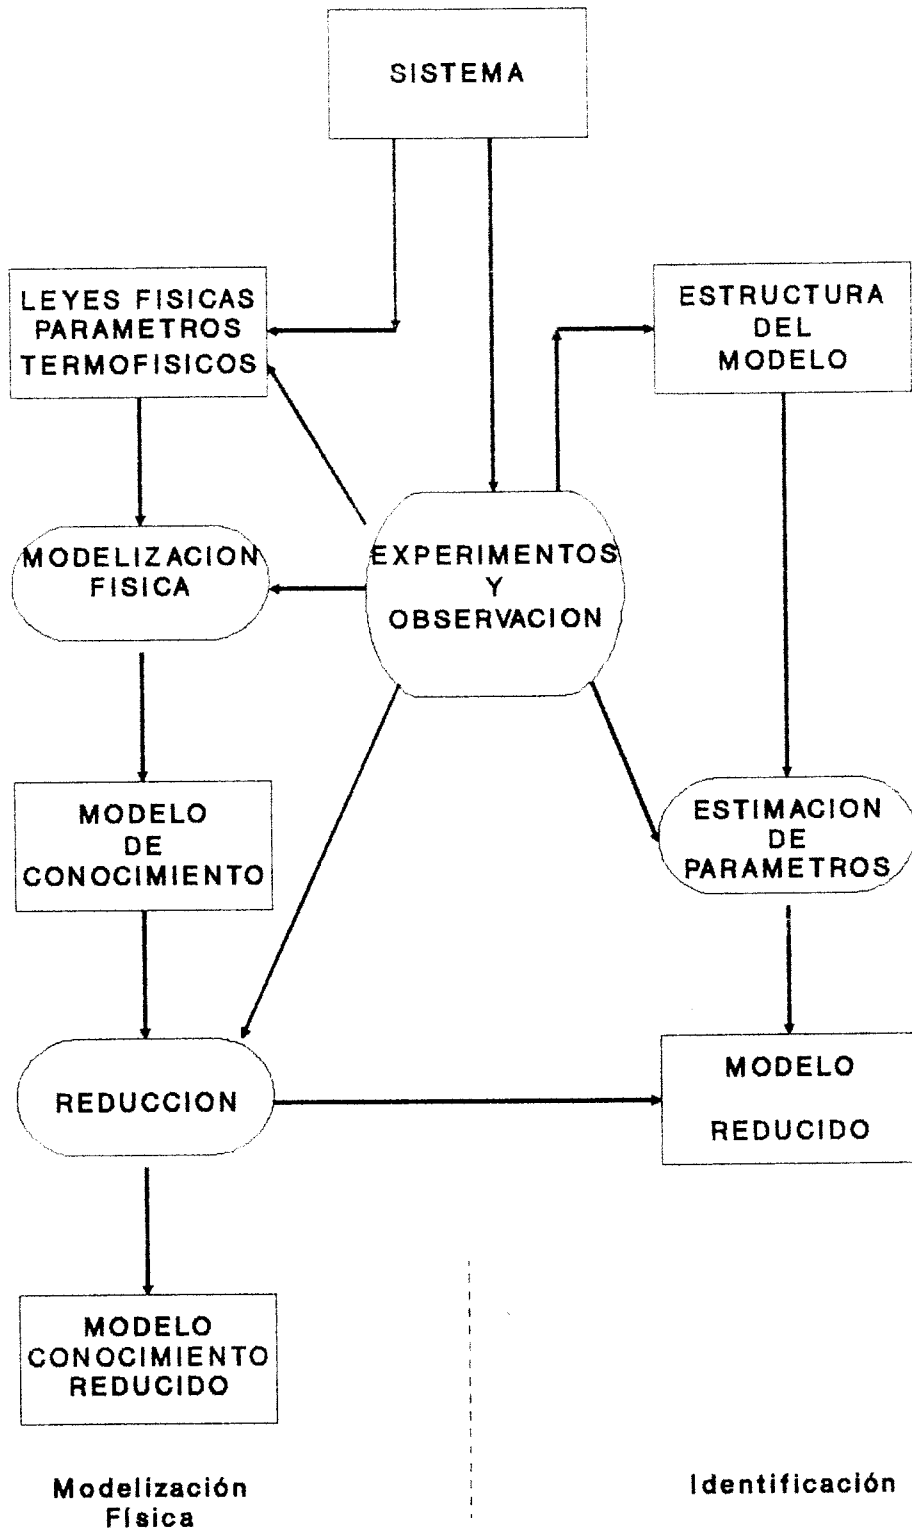 SISTEMA
LEYES FISICAS
PARAMETROS
TERMOFISICOS
ESTRUCTURA
DEL
MODELO
MODELIZACION
FISICA
EXPERIMENTOS
Y
OBSERVACION
MODELO
DE
CONOCIMIENTO
ESTIMACION
DE
PARAMETROS
REDUCCION
MODELO
REDUCIDO
MODELO
CONOCIMIENTO
REDUCIDO
Modelización
Física
Identificación